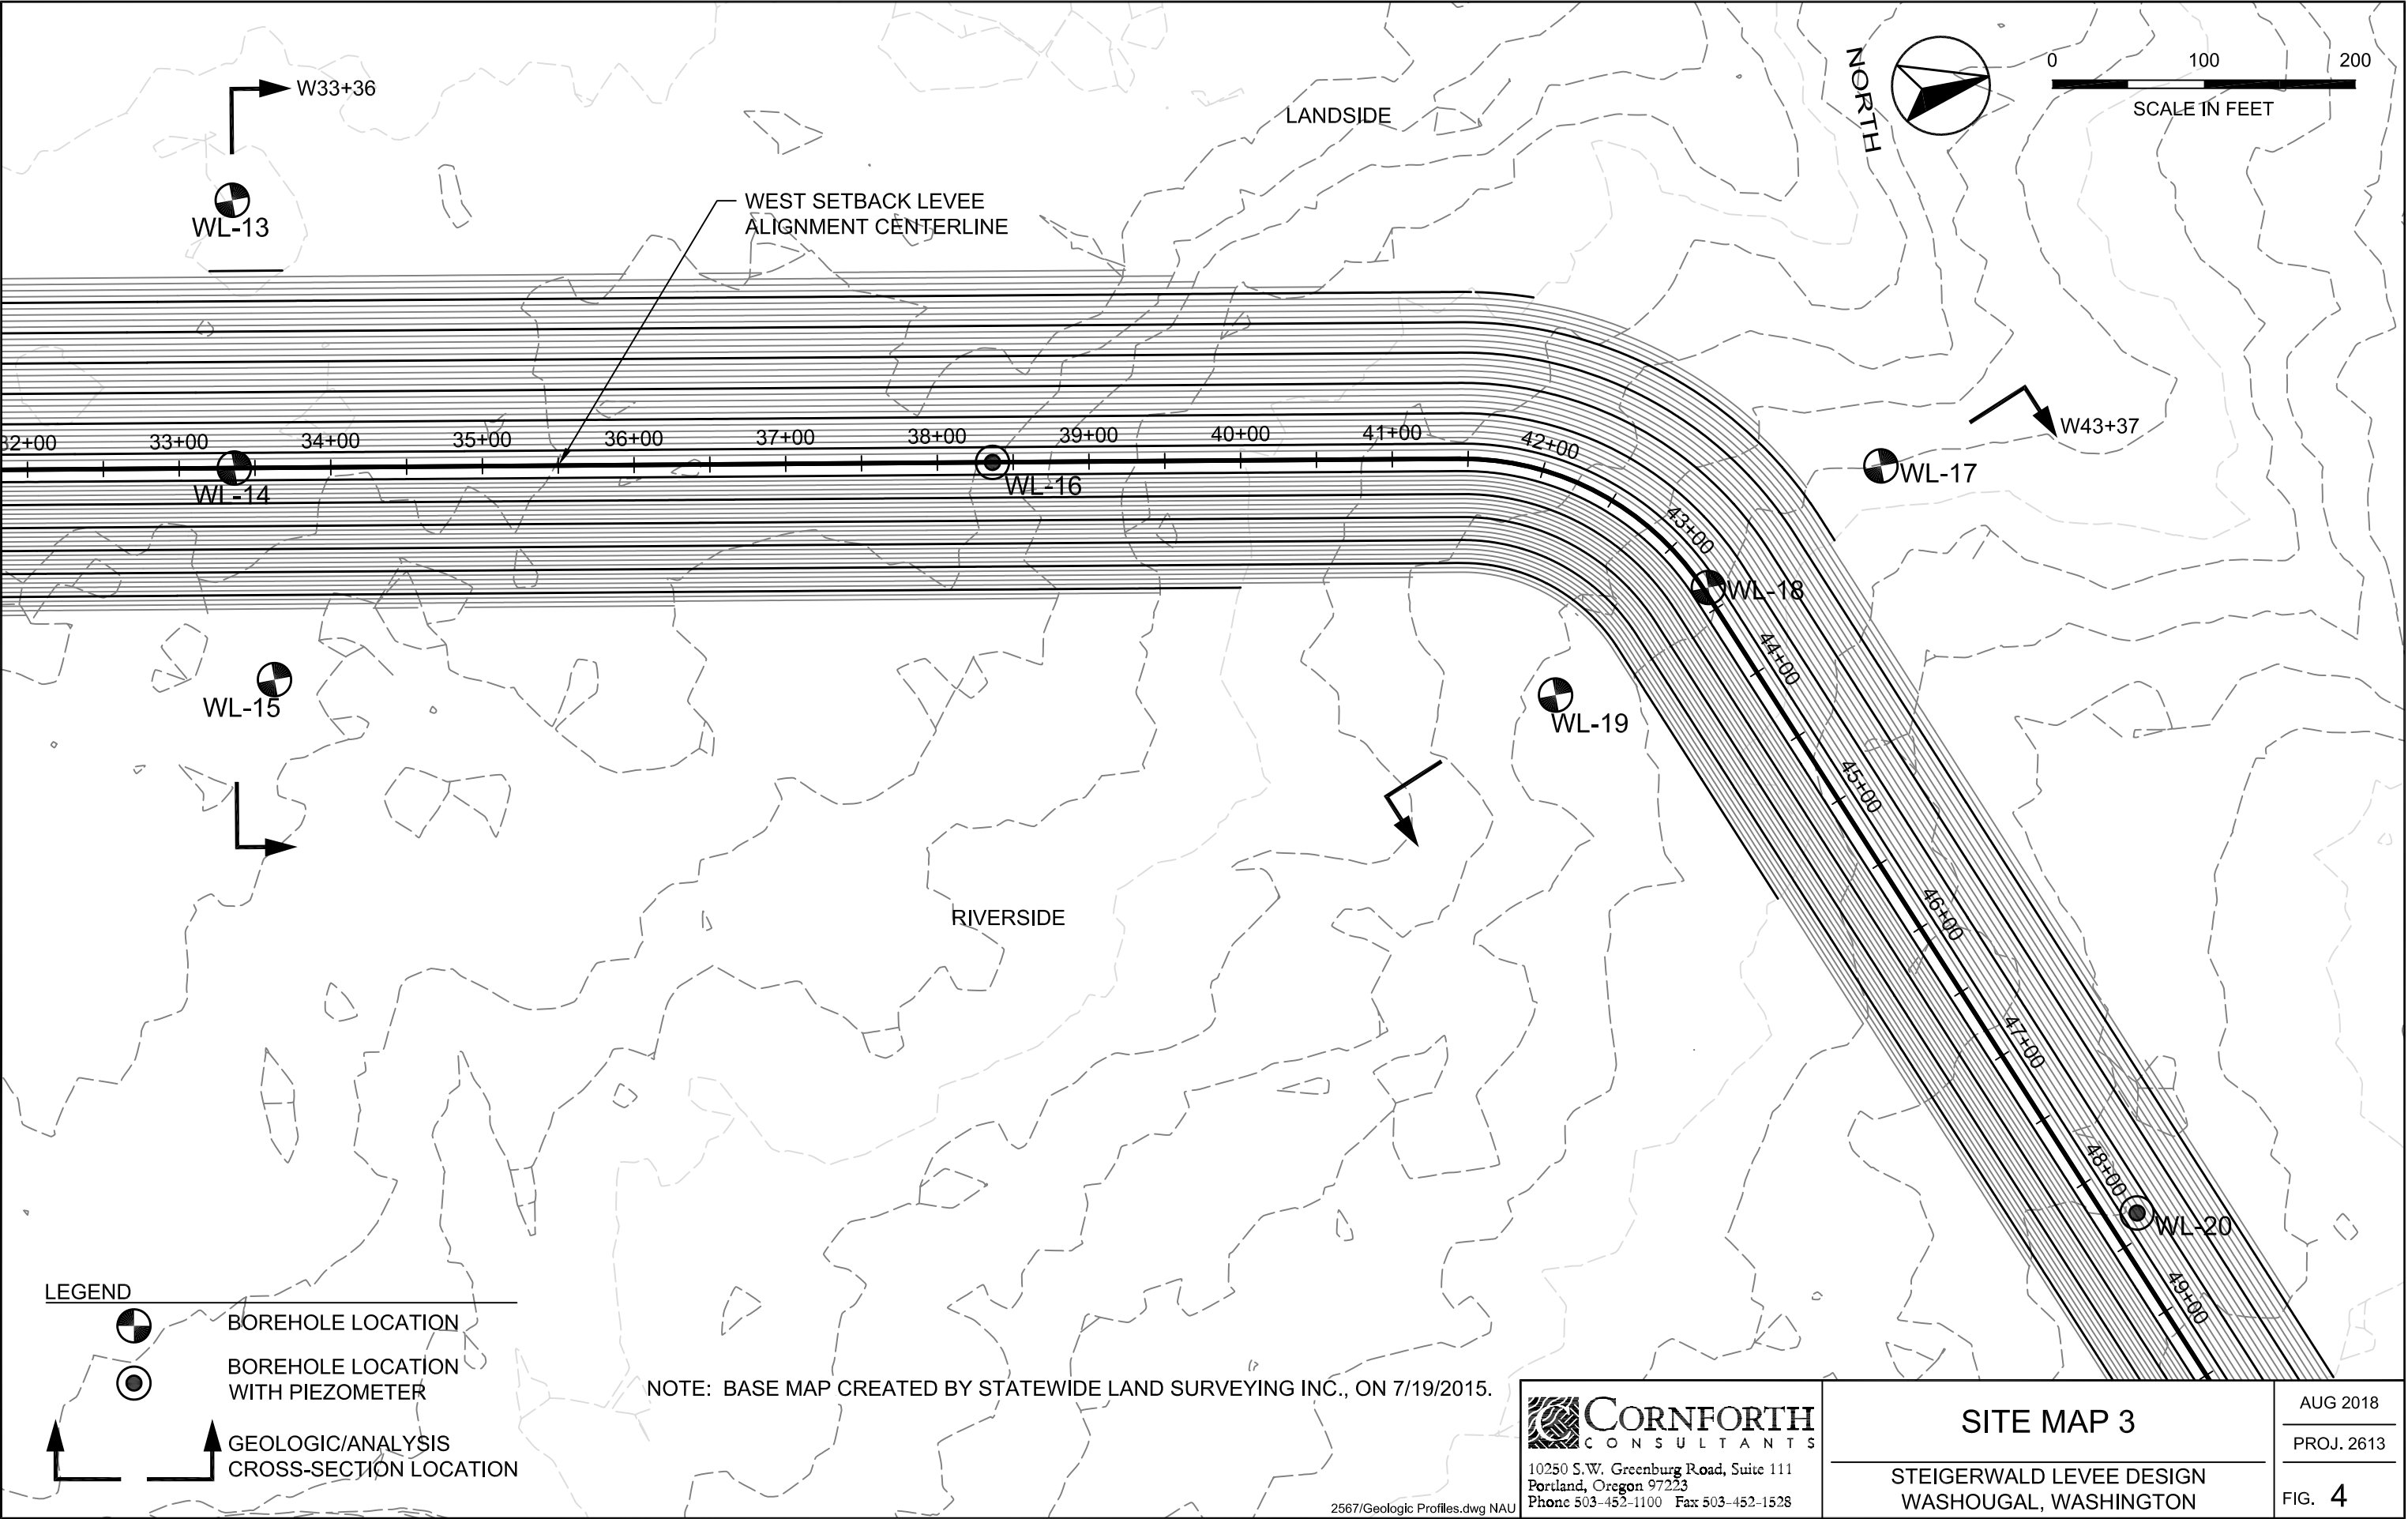 W33+36
LANDSIDE
NORTH
0 100 200
SCALE IN FEET
WL-13
WEST SETBACK LEVEE
ALIGNMENT CENTERLINE
W43+37
32+00 33+00 34+00 35+00 36+00 37+00 38+00 39+00 40+00 41+00 42+00
WL-14
WL-16
WL-17
43+00
WL-18
44+00
WL-15
WL-19
45+00
RIVERSIDE
46+00
47+00
48+00
WL-20
49+00
LEGEND
BOREHOLE LOCATION
BOREHOLE LOCATION
WITH PIEZOMETER
GEOLOGIC/ANALYSIS
CROSS-SECTION LOCATION
NOTE: BASE MAP CREATED BY STATEWIDE LAND SURVEYING INC., ON 7/19/2015.
2567/Geologic Profiles.dwg NAU
CORNFORTH
CONSULTANTS
10250 S.W. Greenburg Road, Suite 111
Portland, Oregon 97223
Phone 503-452-1100 Fax 503-452-1528
SITE MAP 3
STEIGERWALD LEVEE DESIGN
WASHOUGAL, WASHINGTON
AUG 2018
PROJ. 2613
FIG. 4